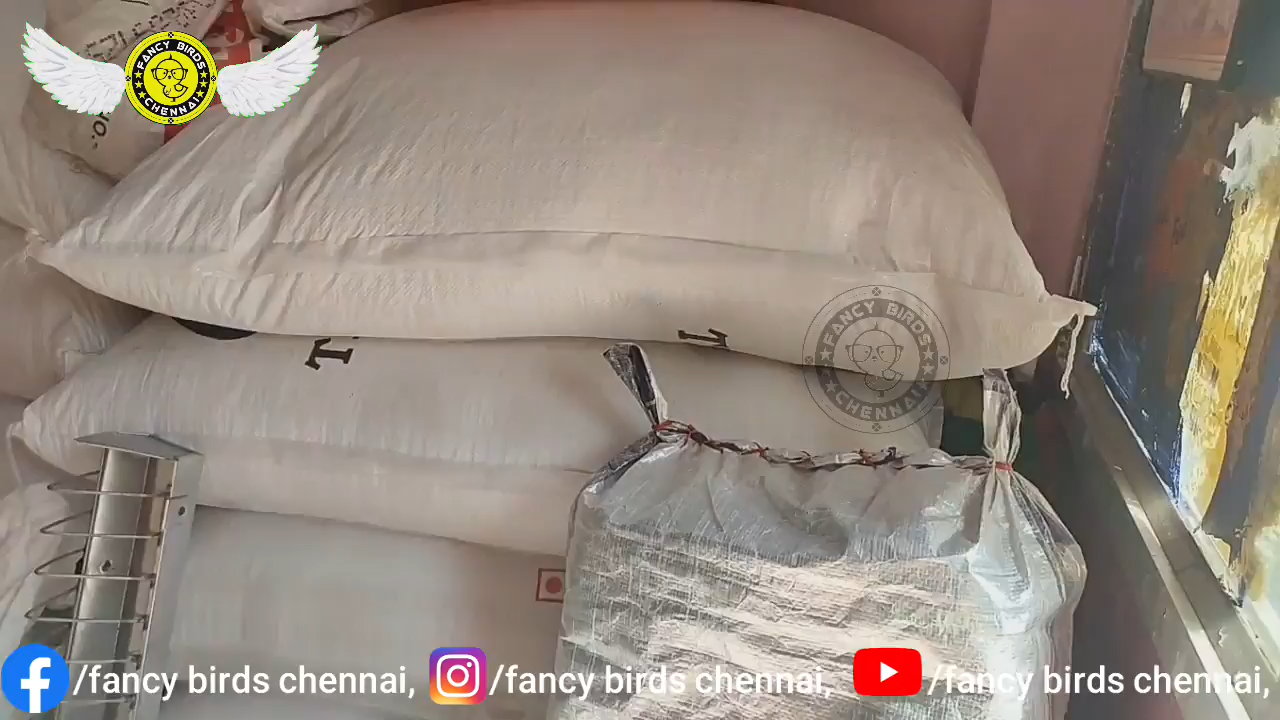 FANCY BIRDS
CHENNAI
T
L
FANCY BIRDS
CHENNAI
/fancy birds chennai, /fancy birds chennai, /fancy birds chennai,